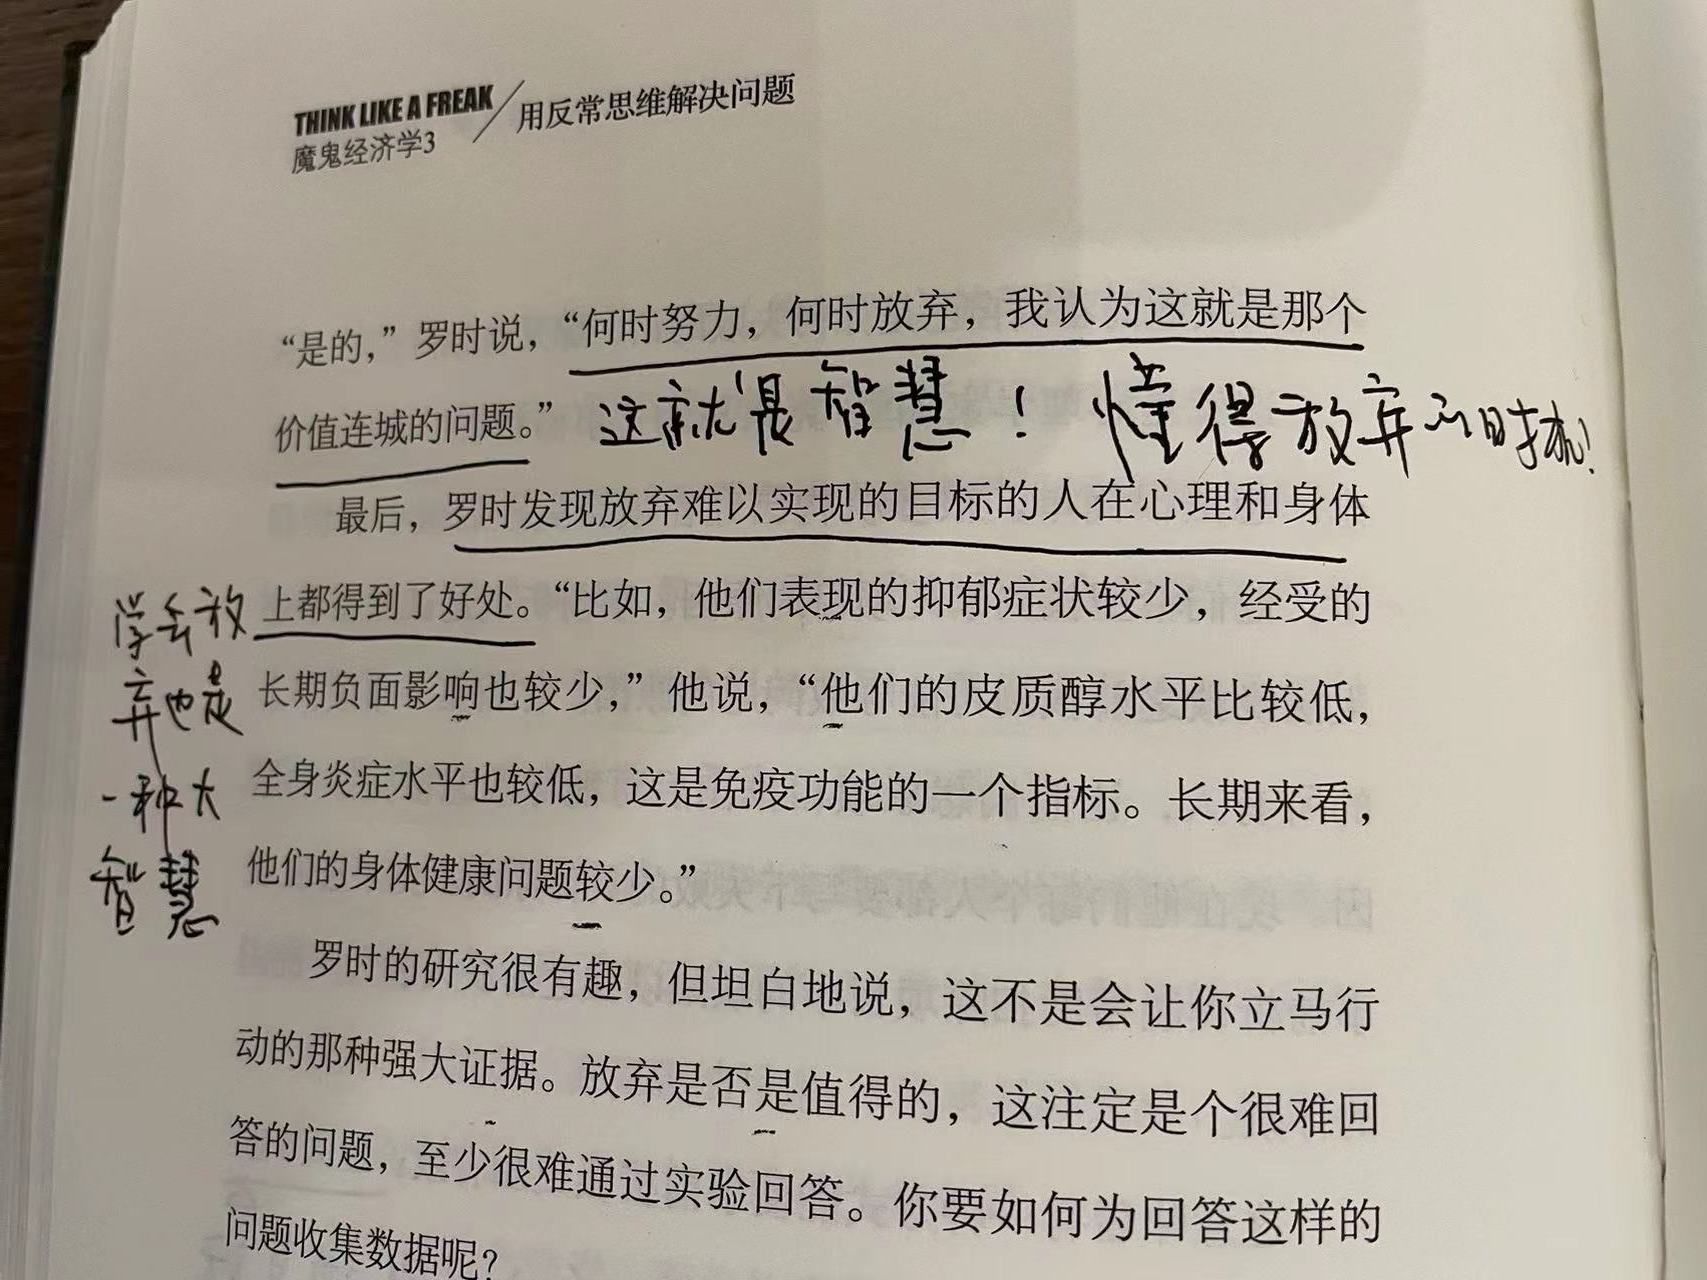 THINK LIKE A FREAK
魔鬼经济学3
用反常思维解决问题
“是的，”罗时说，“何时努力，何时放弃，我认为这就是那个
价值连城的问题。”
这就是智慧！懂得放弃的时机！
最后，罗时发现放弃难以实现的目标的人在心理和身体
上都得到了好处。“比如，他们表现的抑郁症状较少，经受的
长期负面影响也较少，”他说，“他们的皮质醇水平比较低，
全身炎症水平也较低，这是免疫功能的一个指标。长期来看，
他们的身体健康问题较少。”
学会放
弃也是
一种大
智慧
罗时的研究很有趣，但坦白地说，这不是会让你立马行
动的那种强大证据。放弃是否是值得的，这注定是个很难回
答的问题，至少很难通过实验回答。你要如何为回答这样的
问题收集数据呢？